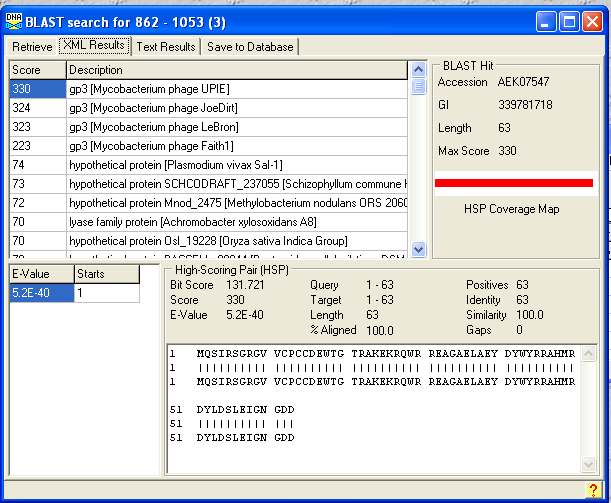 DNA BLAST search for 862 - 1053 (3)
Retrieve XML Results Text Results Save to Database
Score Description
330 gp3 [Mycobacterium phage UPIE]
324 gp3 [Mycobacterium phage JoeDirt]
323 gp3 [Mycobacterium phage LeBron]
223 gp3 [Mycobacterium phage Faith1]
74 hypothetical protein [Plasmodium vivax Sal-1]
73 hypothetical protein SCHCODRAFT_237055 [Schizophyllum commune
72 hypothetical protein Mnod_2475 [Methylobacterium nodulans ORS 2060
70 lyase family protein [Achromobacter xylosoxidans A8]
70 hypothetical protein OsI_19228 [Oryza sativa Indica Group]
BLAST Hit
Accession AEK07547
GI 339781718
Length 63
Max Score 330
HSP Coverage Map
E-Value Starts
5.2E-40 1
High-Scoring Pair (HSP)
Bit Score 131.721 Query 1 - 63 Positives 63
Score 330 Target 1 - 63 Identity 63
E-Value 5.2E-40 Length 63 Similarity 100.0
% Aligned 100.0 Gaps 0
1 MQSIRSGRGV VCPCCDEWTG TRAKEKRQWR REAGAELAEY DYWYRRAHMR
|||||||||| |||||||||| |||||||||| |||||||||| ||||||||||
1 MQSIRSGRGV VCPCCDEWTG TRAKEKRQWR REAGAELAEY DYWYRRAHMR
51 DYLDSLEIGN GDD
51 |||||||||| |||
51 DYLDSLEIGN GDD
?